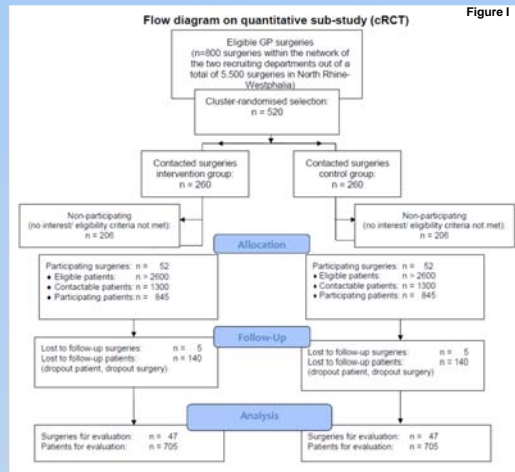 Figure I
Flow diagram on quantitative sub-study (cRCT)
Eligible GP surgeries
(n=800 surgeries within the network of
the two recruiting departments out of a
total of 5.500 surgeries in North Rhine-
Westphalia)
Cluster-randomised selection:
n = 520
Contacted surgeries
intervention group:
n = 260
Contacted surgeries
control group:
n = 260
Non-participating
(no interest/ eligibility criteria not met):
n = 206
Non-participating
(no interest/ eligibility criteria not met):
n = 206
Allocation
Participating surgeries: n = 52
♦ Eligible patients: n > 2600
♦ Contactable patients: n = 1300
♦ Participating patients: n = 845
Participating surgeries: n = 52
♦ Eligible patients: n > 2600
♦ Contactable patients: n = 1300
♦ Participating patients: n = 845
Follow-Up
Lost to follow-up surgeries: n = 5
Lost to follow-up patients: n = 140
(dropout patient, dropout surgery)
Lost to follow-up surgeries: n = 5
Lost to follow-up patients: n = 140
(dropout patient, dropout surgery)
Analysis
Surgeries für evaluation: n = 47
Patients for evaluation: n = 705
Surgeries für evaluation: n = 47
Patients for evaluation: n = 705